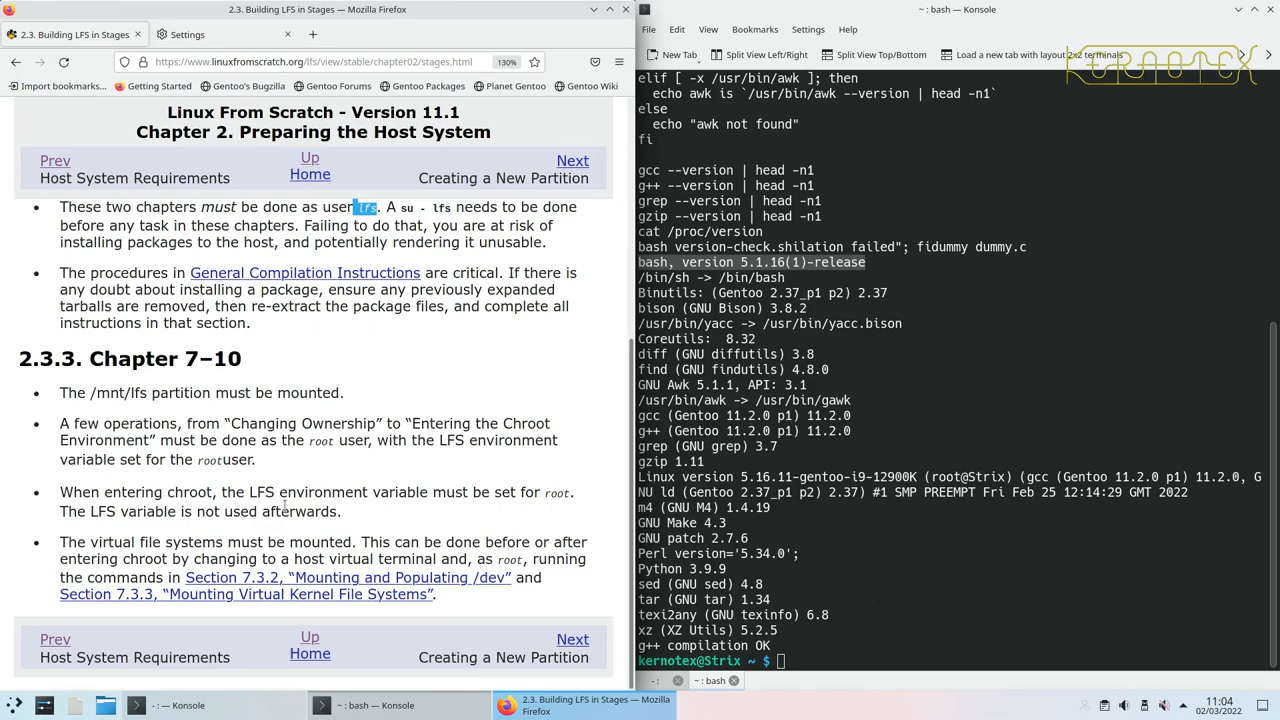 2.3. Building LFS in Stages — Mozilla Firefox
2.3. Building LFS in Stages
Settings
https://www.linuxfromscratch.org/lfs/view/stable/chapter02/stages.html
130%
Import bookmarks...
Getting Started
Gentoo's Bugzilla
Gentoo Forums
Gentoo Packages
Planet Gentoo
Gentoo Wiki
Linux From Scratch - Version 11.1
Chapter 2. Preparing the Host System
Prev
Up
Next
Host System Requirements
Home
Creating a New Partition
These two chapters must be done as user lfs. A su - lfs needs to be done
before any task in these chapters. Failing to do that, you are at risk of
installing packages to the host, and potentially rendering it unusable.
The procedures in General Compilation Instructions are critical. If there is
any doubt about installing a package, ensure any previously expanded
tarballs are removed, then re-extract the package files, and complete all
instructions in that section.
2.3.3. Chapter 7–10
The /mnt/lfs partition must be mounted.
A few operations, from “Changing Ownership” to “Entering the Chroot
Environment” must be done as the root user, with the LFS environment
variable set for the rootuser.
When entering chroot, the LFS environment variable must be set for root.
The LFS variable is not used afterwards.
The virtual file systems must be mounted. This can be done before or after
entering chroot by changing to a host virtual terminal and, as root, running
the commands in Section 7.3.2, “Mounting and Populating /dev” and
Section 7.3.3, “Mounting Virtual Kernel File Systems”.
Prev
Up
Next
Host System Requirements
Home
Creating a New Partition
~ : bash — Konsole
File
Edit
View
Bookmarks
Settings
New Tab
Split View Left/Right
Split View Top/Bottom
Load a new tab with layout 2x2 terminals
KERNOTEX
elif [ -x /usr/bin/awk ]; then
echo awk is `/usr/bin/awk --version | head -n1`
else
echo "awk not found"
fi
gcc --version | head -n1
g++ --version | head -n1
grep --version | head -n1
gzip --version | head -n1
cat /proc/version
bash version-check.shilation failed"; fidummy dummy.c
bash, version 5.1.16(1)-release
/bin/sh -> /bin/bash
Binutils: (Gentoo 2.37_p1 p2) 2.37
bison (GNU Bison) 3.8.2
/usr/bin/yacc -> /usr/bin/yacc.bison
Coreutils:  8.32
diff (GNU diffutils) 3.8
find (GNU findutils) 4.8.0
GNU Awk 5.1.1, API: 3.1
/usr/bin/awk -> /usr/bin/gawk
gcc (Gentoo 11.2.0 p1) 11.2.0
g++ (Gentoo 11.2.0 p1) 11.2.0
grep (GNU grep) 3.7
gzip 1.11
Linux version 5.16.11-gentoo-i9-12900K (root@Strix) (gcc (Gentoo 11.2.0 p1) 11.2.0, G
NU ld (Gentoo 2.37_p1 p2) 2.37) #1 SMP PREEMPT Fri Feb 25 12:14:29 GMT 2022
m4 (GNU M4) 1.4.19
GNU Make 4.3
GNU patch 2.7.6
Perl version='5.34.0';
Python 3.9.9
sed (GNU sed) 4.8
tar (GNU tar) 1.34
texi2any (GNU texinfo) 6.8
xz (XZ Utils) 5.2.5
g++ compilation OK
kernotex@Strix ~ $
- :
~ : bash
- : — Konsole
~ : bash — Konsole
2.3. Building LFS in Stages — Mozilla
Firefox
11:04
02/03/2022